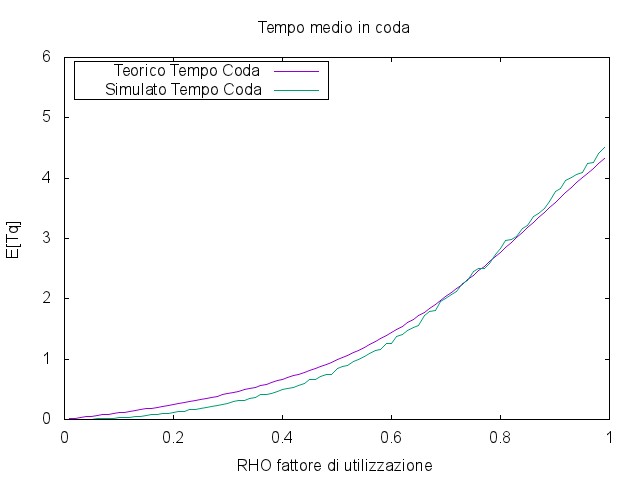 Tempo medio in coda
6
5
4
3
2
1
0
E[Tq]
Teorico Tempo Coda
Simulato Tempo Coda
0 0.2 0.4 0.6 0.8 1
RHO fattore di utilizzazione